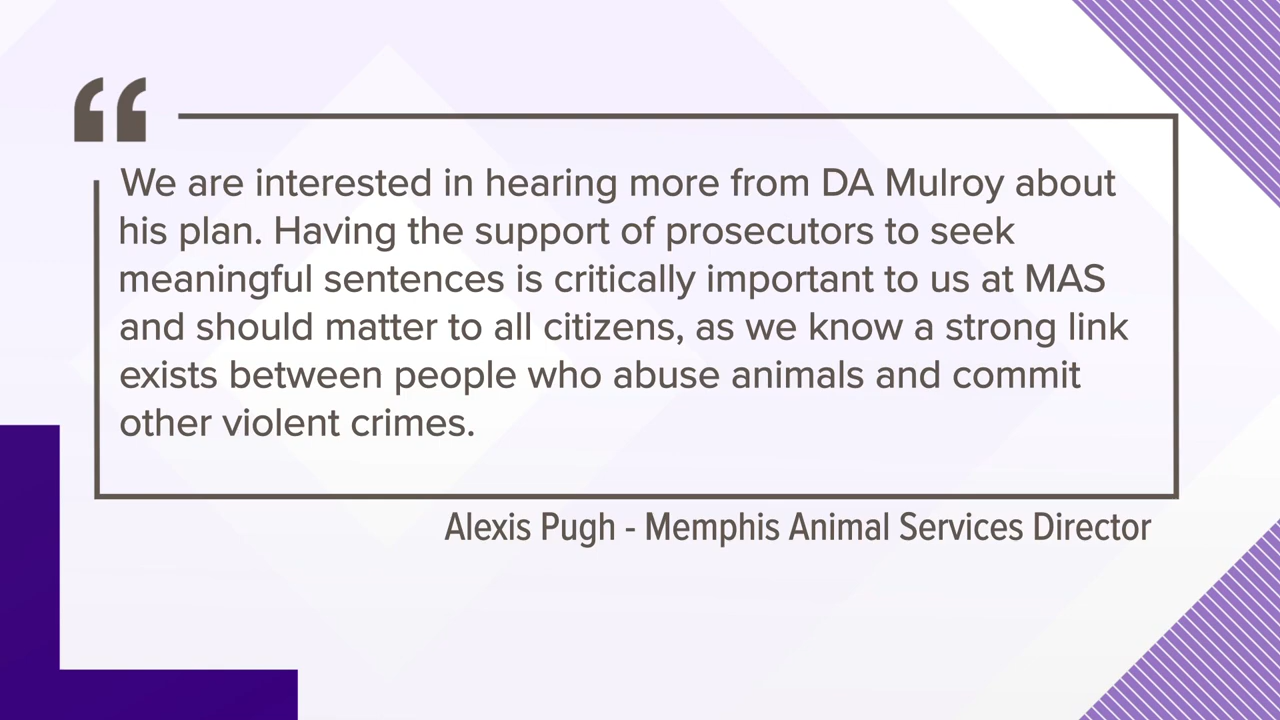 “
We are interested in hearing more from DA Mulroy about
his plan. Having the support of prosecutors to seek
meaningful sentences is critically important to us at MAS
and should matter to all citizens, as we know a strong link
exists between people who abuse animals and commit
other violent crimes.
Alexis Pugh - Memphis Animal Services Director